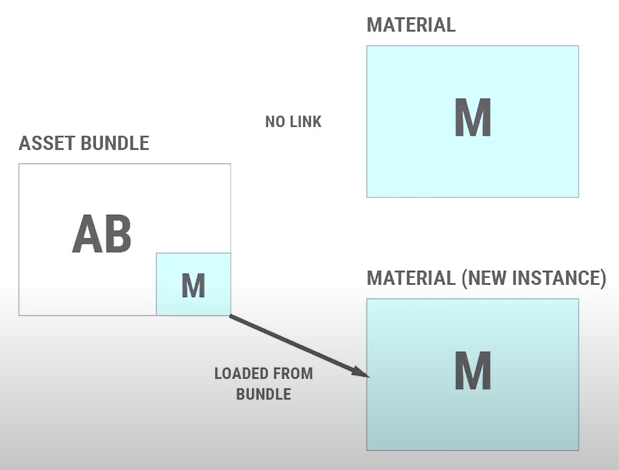 MATERIAL
M
NO LINK
ASSET BUNDLE
AB
M
MATERIAL (NEW INSTANCE)
M
LOADED FROM
BUNDLE